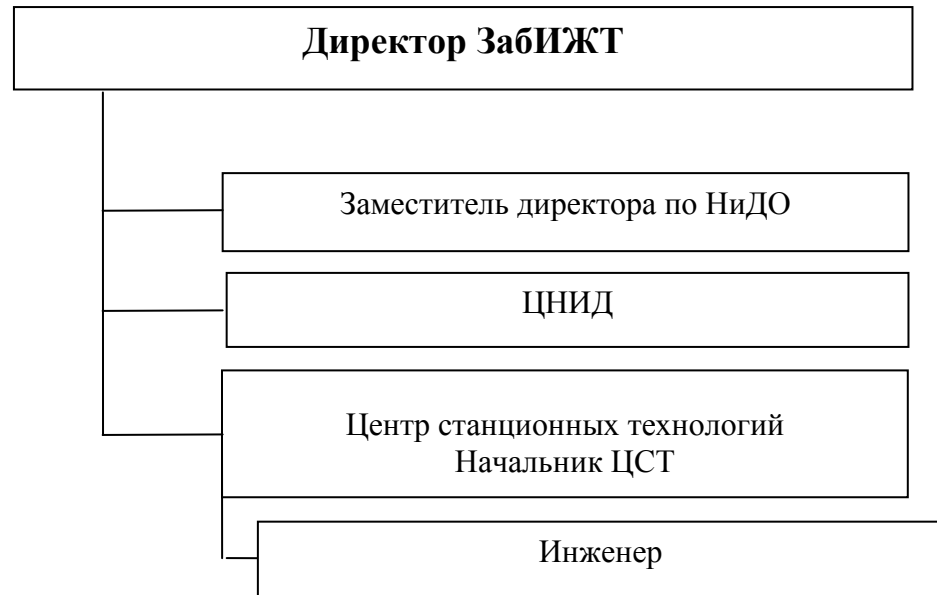 Директор ЗабИЖТ
Заместитель директора по НиДО
ЦНИД
Центр станционных технологий
Начальник ЦСТ
Инженер